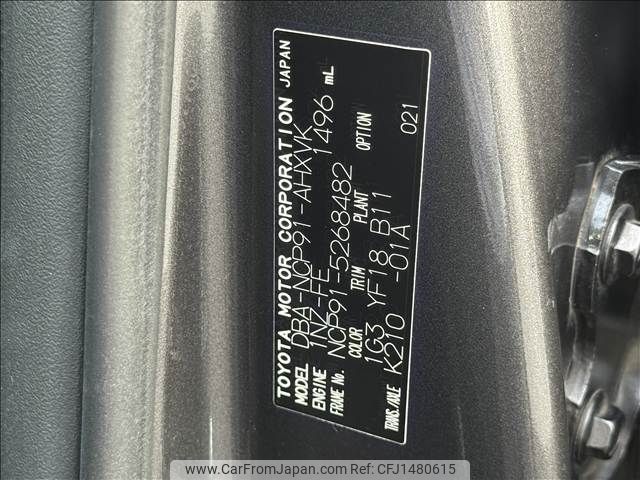 TOYOTA MOTOR CORPORATION JAPAN
MODEL DBA-NCP91-AHXVK
ENGINE 1NZ-FE 1496 mL
FRAME No. NCP91-5268482
COLOR TRIM PLANT OPTION
1G3 YF18 B11
TRANS./AXLE K210 -01A 021
www.CarFromJapan.com | CFJ1480615